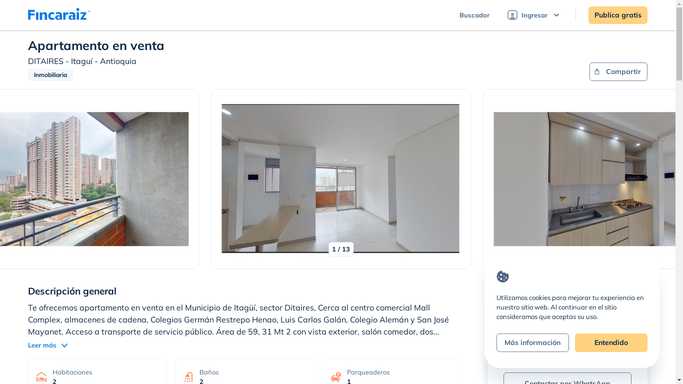 Fincaraiz
Buscador
Ingresar
Publica gratis
Apartamento en venta
DITAIRES - Itaguí - Antioquia
Inmobiliaria
Compartir
1 / 13
Descripción general
Te ofrecemos apartamento en venta en el Municipio de Itagüí, sector Ditaires, Cerca al centro comercial Mall
Complex, almacenes de cadena, Colegios Germán Restrepo Henao, Luis Carlos Galán, Colegio Alemán y San José
Mayanet. Acceso a transporte de servicio público. Área de 59, 31 Mt 2 con vista exterior, salón comedor, dos...
Leer más
Habitaciones
2
Baños
2
Parqueaderos
1
Utilizamos cookies para mejorar tu experiencia en
nuestro sitio web. Al continuar en el sitio
consideramos que aceptas su uso.
Más información
Entendido
Contactar por WhatsApp